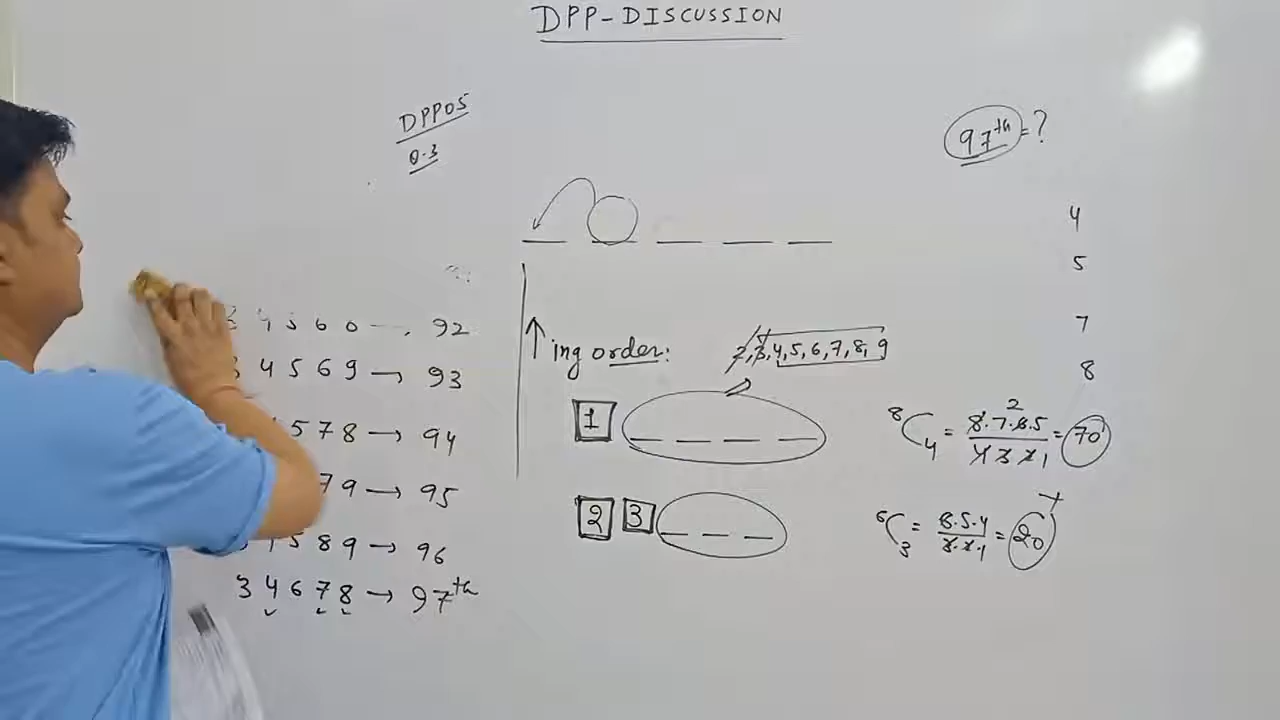 DPP-DISCUSSION
DPP05
Q.3
97th = ?
4
5
7
8
4 5 6 0 92
4 5 6 9 → 93
5 7 8 → 94
7 9 → 95
5 8 9 → 96
3 4 6 7 8 → 97th
↑ing order:
2, 3, 4, 5, 6, 7, 8, 9
1
8C4 = 8.7.6.5 / 4 3 2 1 = 70
2
2 3
6C3 = 6.5.4 / 3.2.1 = 20
+